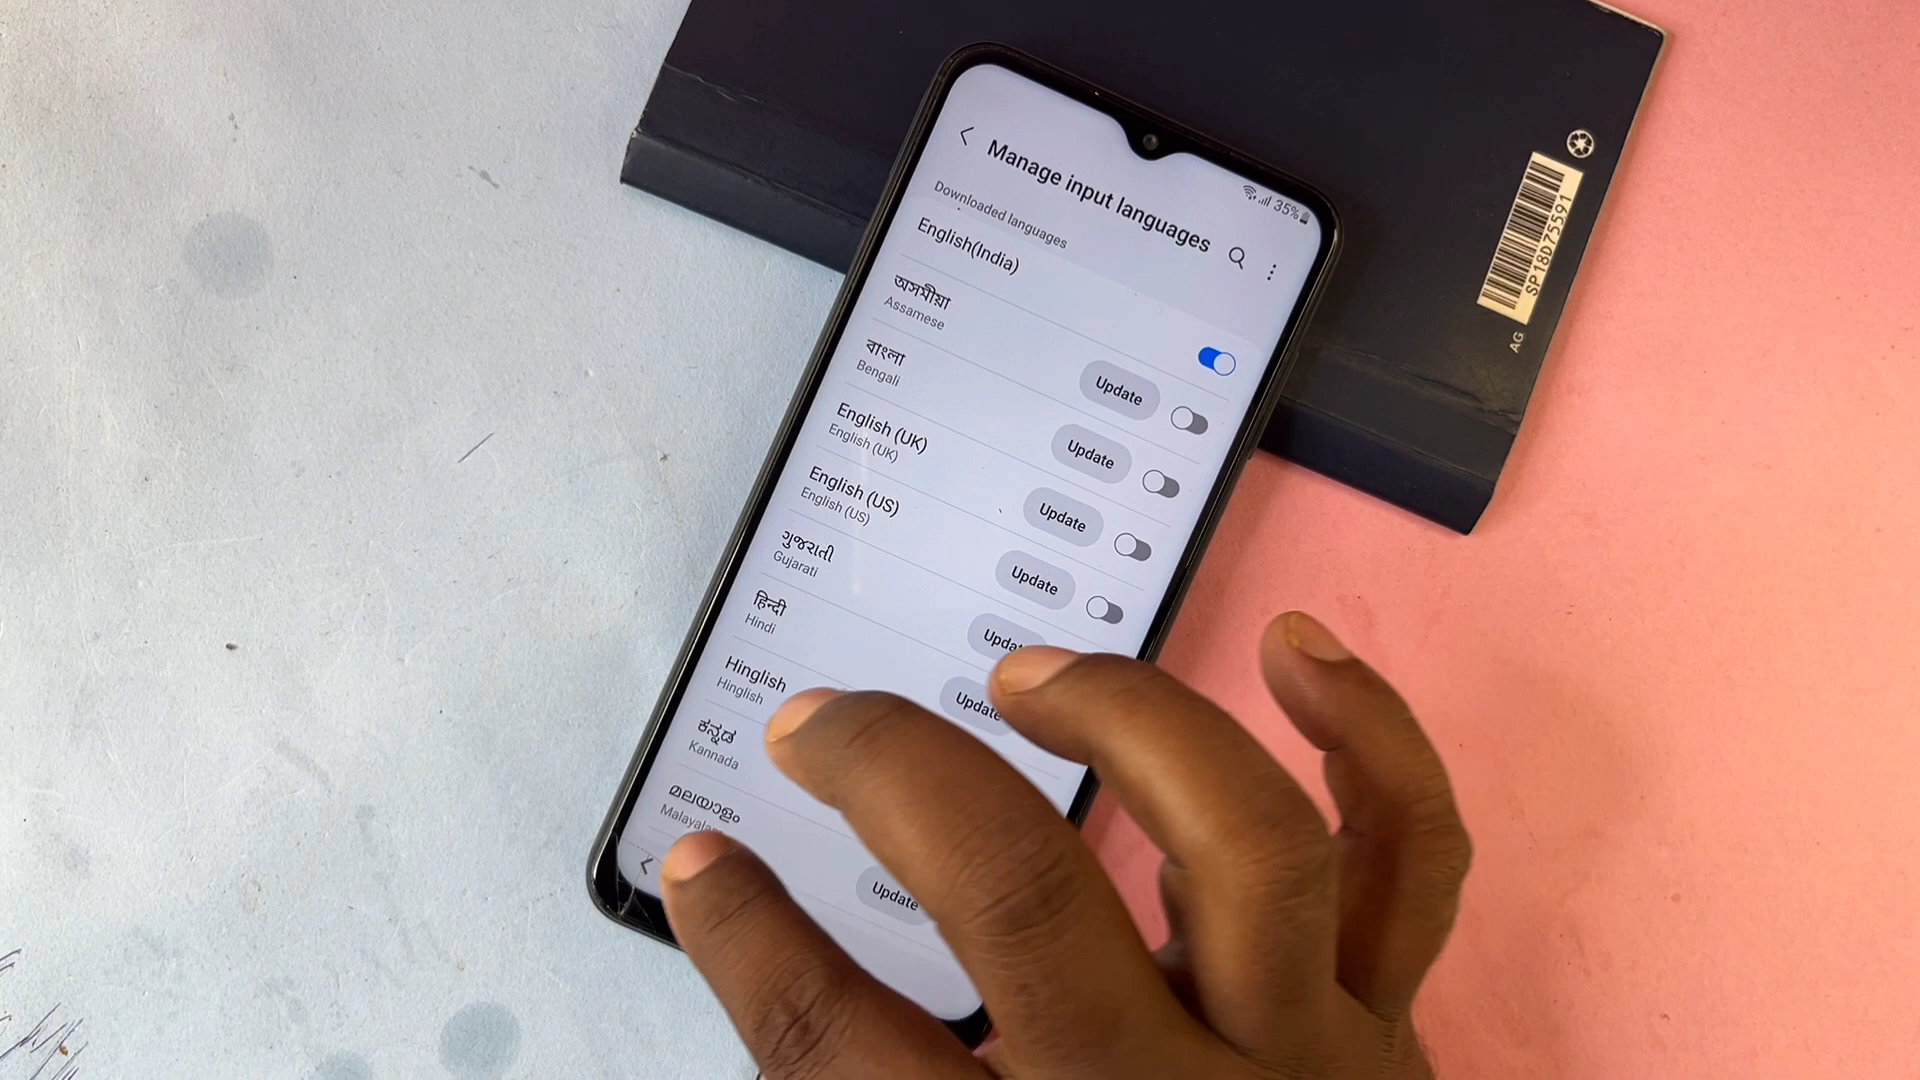 35%
Manage input languages
Downloaded languages
English(India)
অসমীয়া
Assamese
Update
বাংলা
Bengali
Update
English (UK)
English (UK)
Update
English (US)
English (US)
Update
ગુજરાતી
Gujarati
हिन्दी
Hindi
Update
Hinglish
Hinglish
ಕನ್ನಡ
Kannada
മലയാളം
Update
SP18D75591
AG